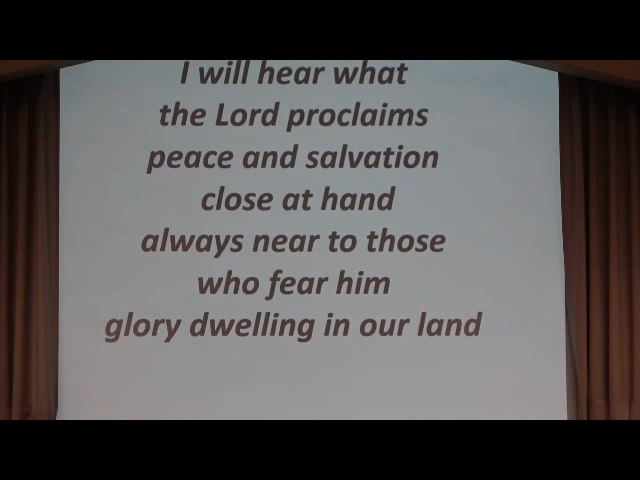 I will hear what
the Lord proclaims
peace and salvation
close at hand
always near to those
who fear him
glory dwelling in our land